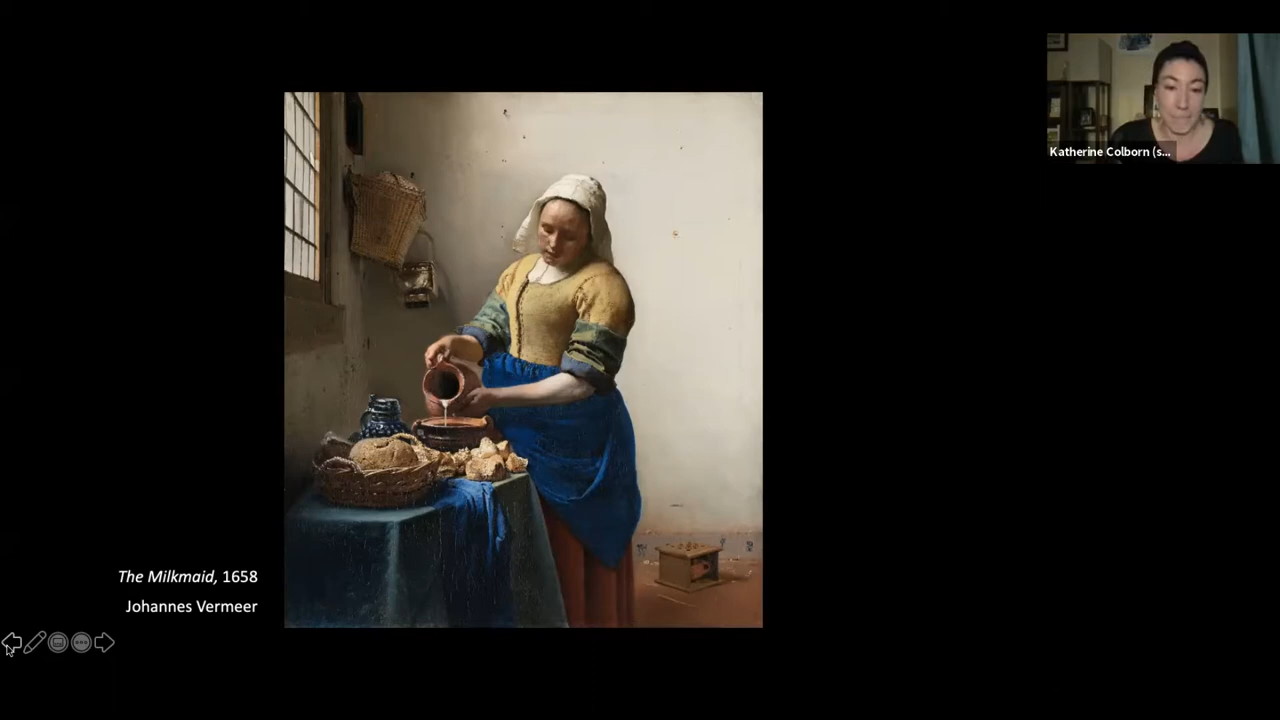 Katherine Colborn (s...
The Milkmaid, 1658
Johannes Vermeer